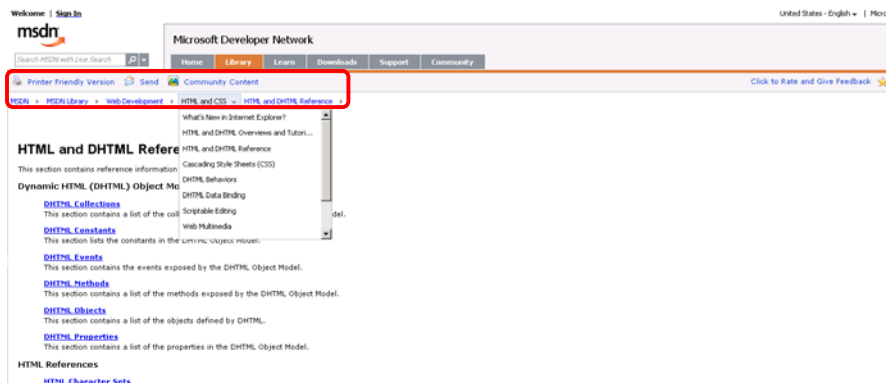 Welcome | Sign In
United States - English | Micro
msdn
Microsoft Developer Network
Search MSDN with Live Search
Home Library Learn Downloads Support Community
Printer Friendly Version Send Community Content
Click to Rate and Give Feedback
MSDN MSDN Library Web Development HTML and CSS HTML and DHTML Reference
What's New in Internet Explorer?
HTML and DHTML Overviews and Tutori...
HTML and DHTML Refere
HTML and DHTML Reference
Cascading Style Sheets (CSS)
This section contains reference information
DHTML Behaviors
Dynamic HTML (DHTML) Object Mo
DHTML Data Binding
DHTML Collections
Scriptable Editing
This section contains a list of the coll del.
Web Multimedia
DHTML Constants
This section lists the constants in the DHTML Object Model.
DHTML Events
This section contains the events exposed by the DHTML Object Model.
DHTML Methods
This section contains a list of the methods exposed by the DHTML Object Model.
DHTML Objects
This section contains a list of the objects defined by DHTML.
DHTML Properties
This section contains a list of the properties in the DHTML Object Model.
HTML References
HTML Character Sets